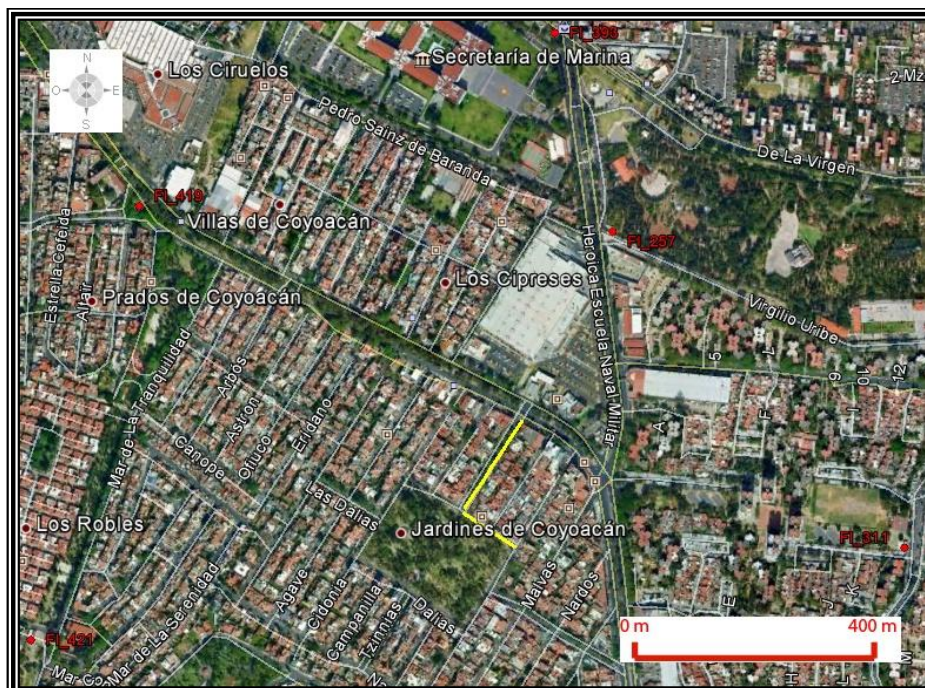 FI_393
Secretaría de Marina
Los Ciruelos
2 Mz
N
O
E
S
Pedro Sainz de Baranda
De La Virgen
FI_419
Villas de Coyoacán
FI_257
Estrella Cefeida
Altair
Prados de Coyoacán
Los Cipreses
Heroica Escuela Naval Militar
Virgilio Uribe
Mar de La Tranquilidad
Arbos
Astron
Ofiuco
Eridano
Canope
5
9
10
12
A
F
Las Dalias
Los Robles
Jardines de Coyoacán
FI_311
Malvas
Nardos
Agave
Cidonia
Campanilla
Tzinnias
Dalias
E
J
K
FI_421
Mar de La Serenidad
0 m
400 m
H
L
M